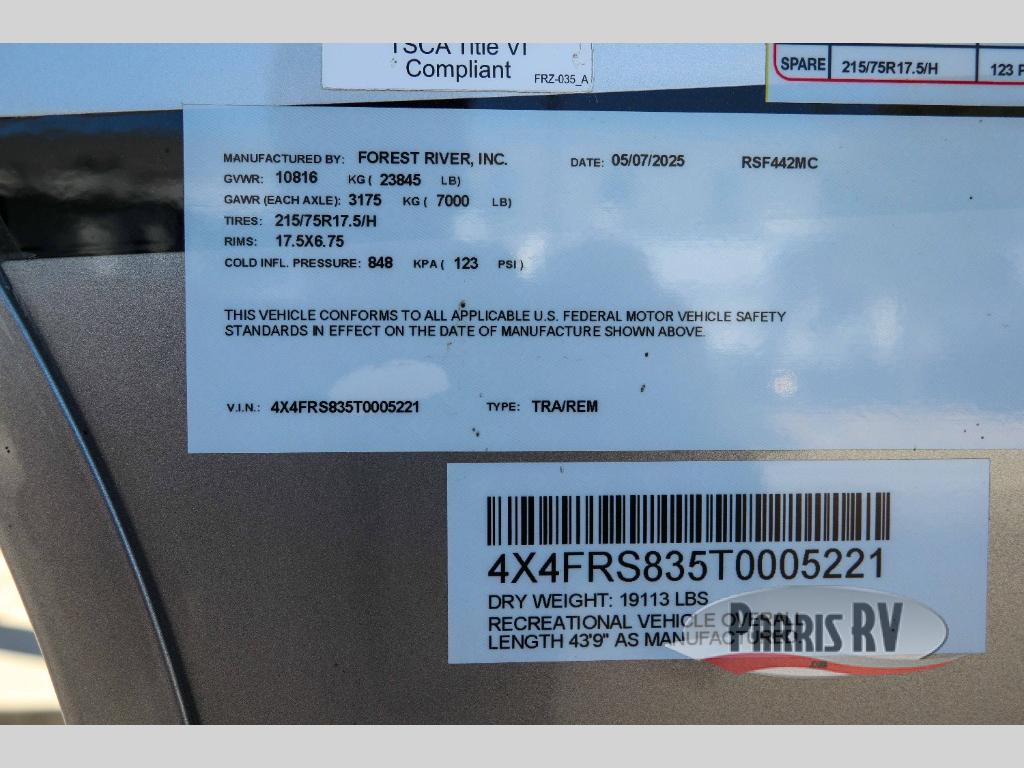 TSCA Title VI
Compliant
FRZ-035_A
SPARE 215/75R17.5/H 123 P
MANUFACTURED BY: FOREST RIVER, INC. DATE: 05/07/2025 RSF442MC
GVWR: 10816 KG ( 23845 LB)
GAWR (EACH AXLE): 3175 KG ( 7000 LB)
TIRES: 215/75R17.5/H
RIMS: 17.5X6.75
COLD INFL. PRESSURE: 848 KPA ( 123 PSI )
THIS VEHICLE CONFORMS TO ALL APPLICABLE U.S. FEDERAL MOTOR VEHICLE SAFETY
STANDARDS IN EFFECT ON THE DATE OF MANUFACTURE SHOWN ABOVE.
V.I.N.: 4X4FRS835T0005221 TYPE: TRA/REM
4X4FRS835T0005221
DRY WEIGHT: 19113 LBS
RECREATIONAL VEHICLE OVERALL
LENGTH 43'9" AS MANUFACTURED.
PARRIS RV
.com